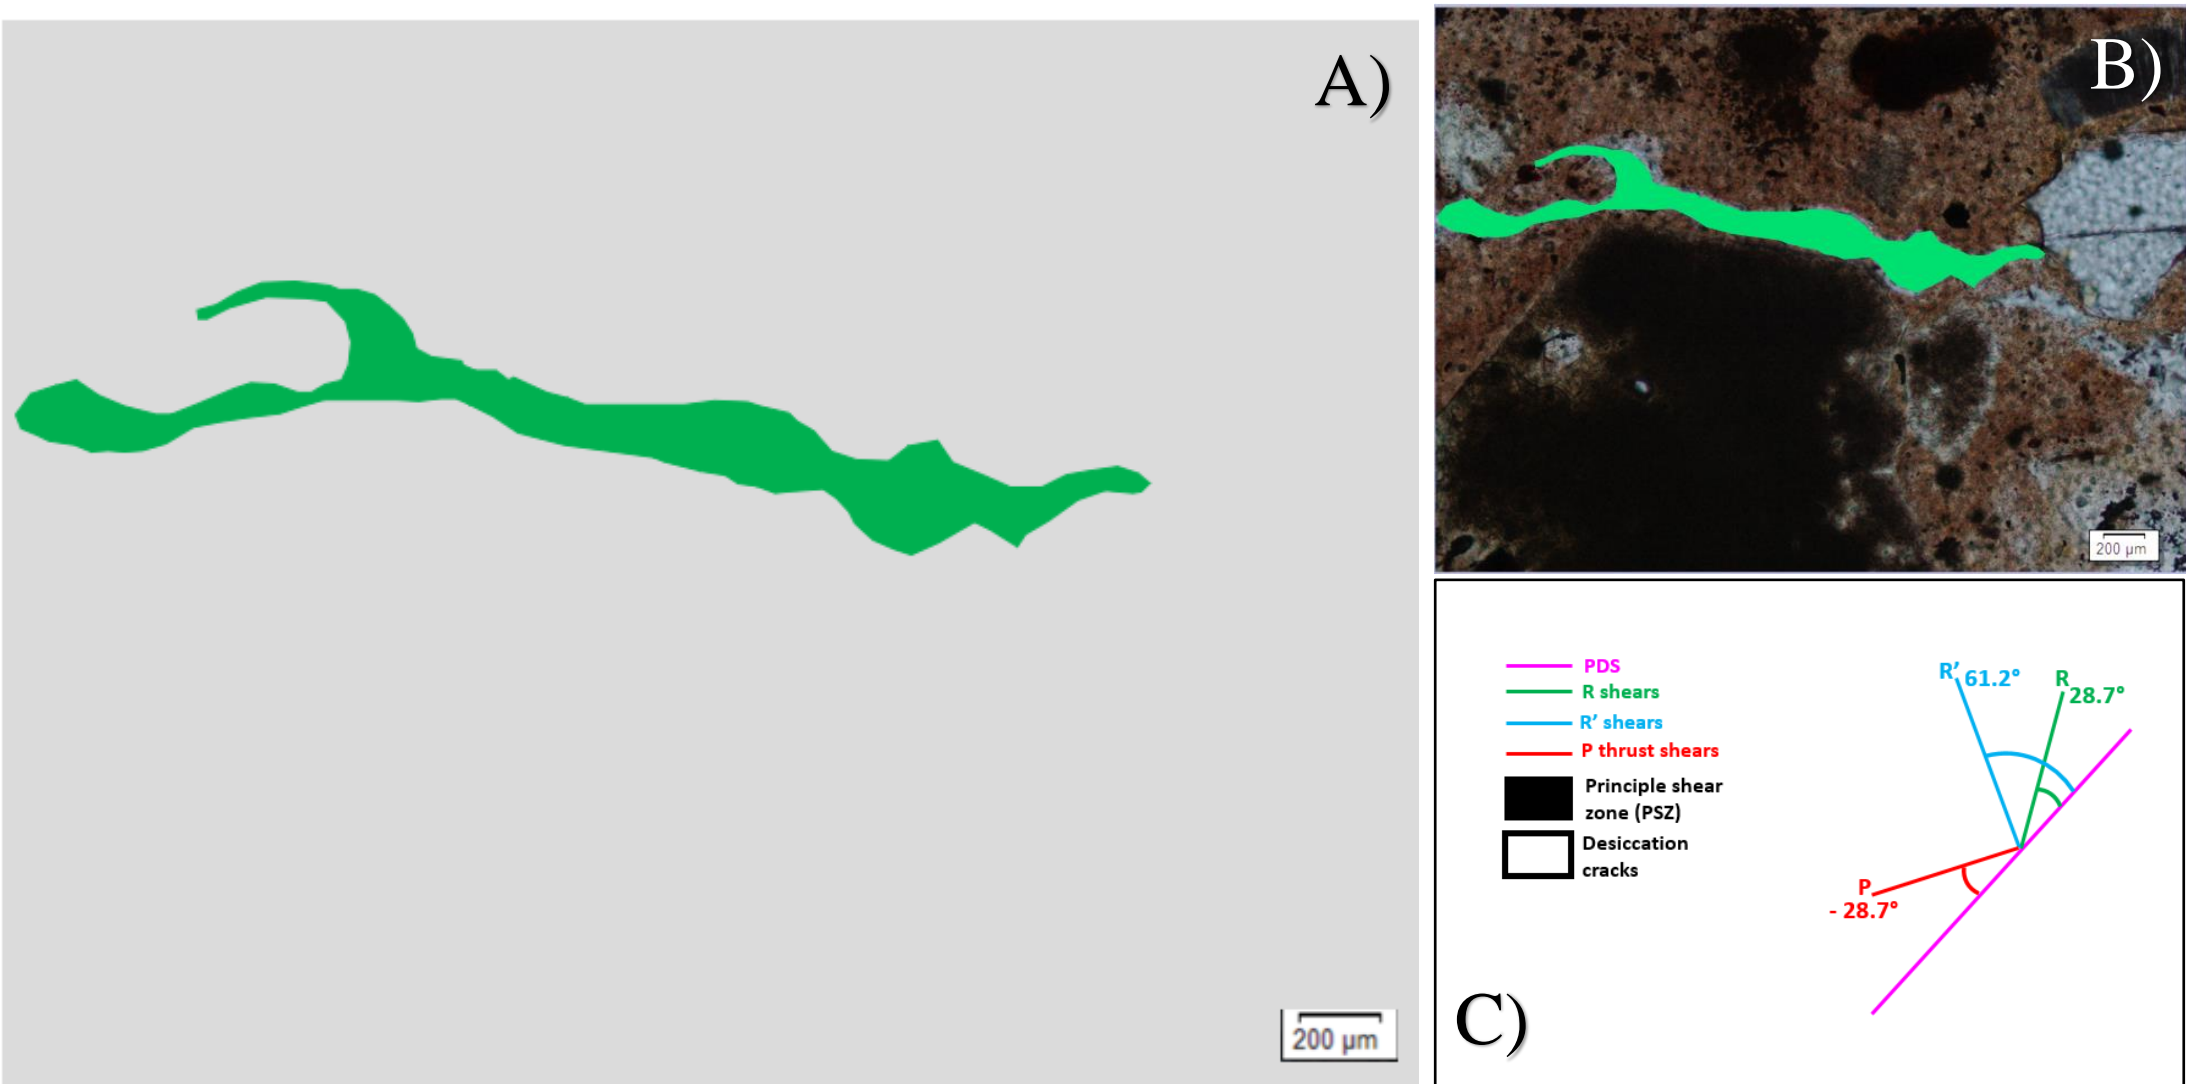 A)
200 µm
B)
200 µm
PDS
R shears
R’ shears
P thrust shears
Principle shear
zone (PSZ)
Desiccation
cracks
R’ 61.2°
R
28.7°
P
- 28.7°
C)